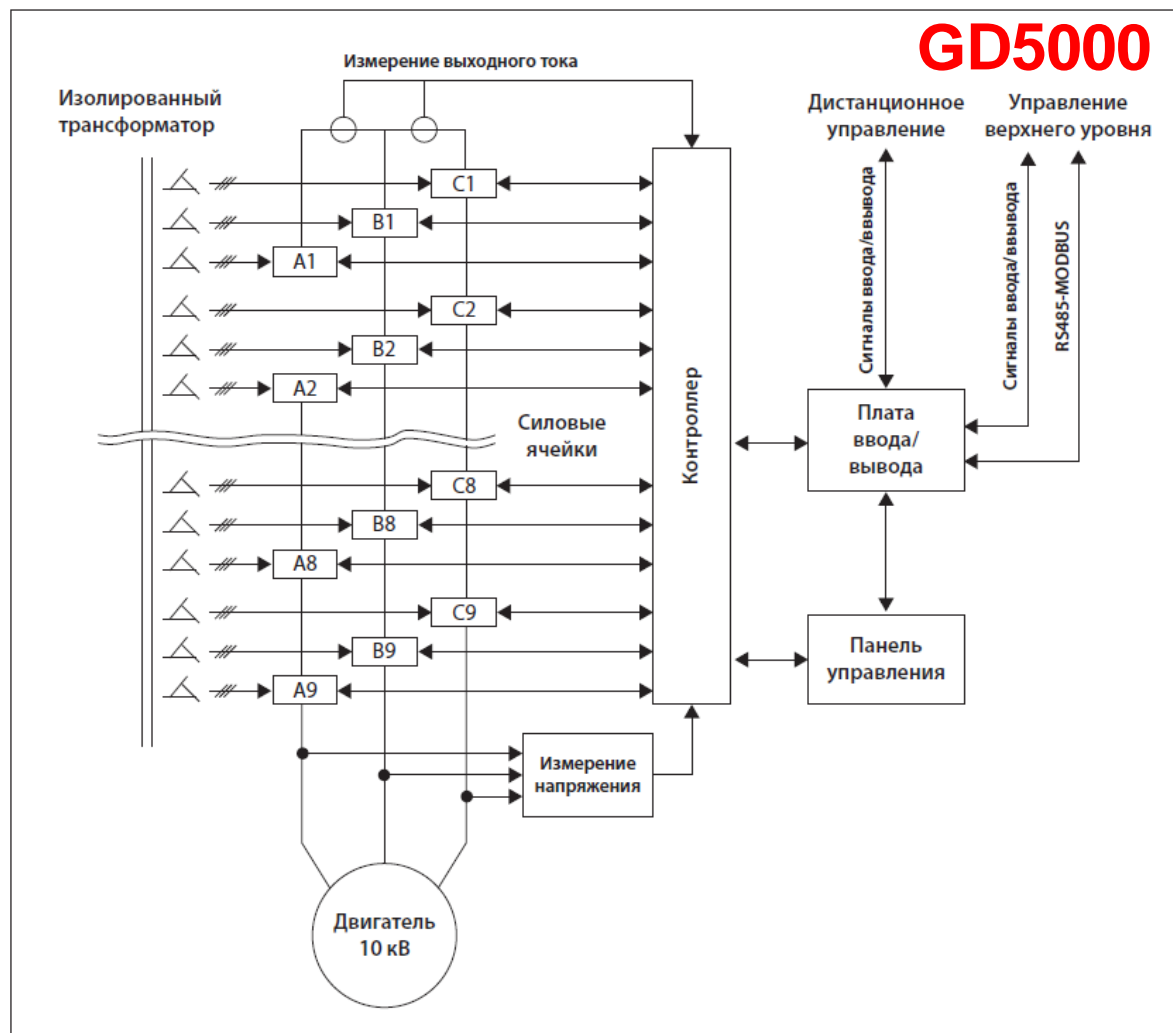 GD5000
Измерение выходного тока
Изолированный
трансформатор
Дистанционное
управление
Управление
верхнего уровня
C1
B1
A1
C2
B2
A2
Силовые
ячейки
C8
B8
A8
C9
B9
A9
Контроллер
Сигналы ввода/ввывода
Сигналы ввода/ввывода
RS485-MODBUS
Плата
ввода/
вывода
Панель
управления
Измерение
напряжения
Двигатель
10 кВ